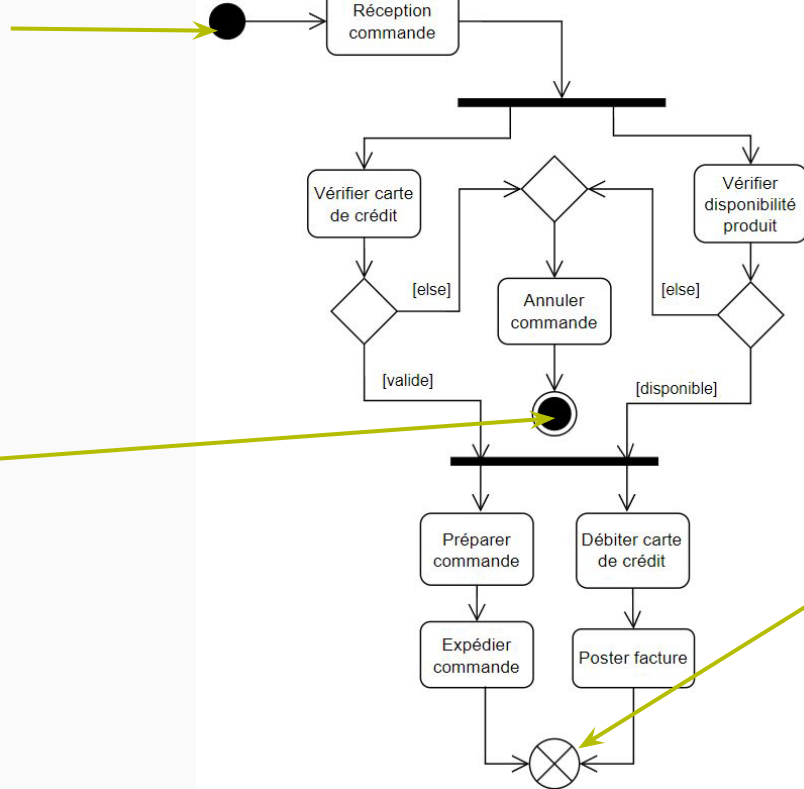 Réception
commande
Vérifier carte
de crédit
Vérifier
disponibilité
produit
[else]
[else]
Annuler
commande
[valide]
[disponible]
Préparer
commande
Débiter carte
de crédit
Expédier
commande
Poster facture